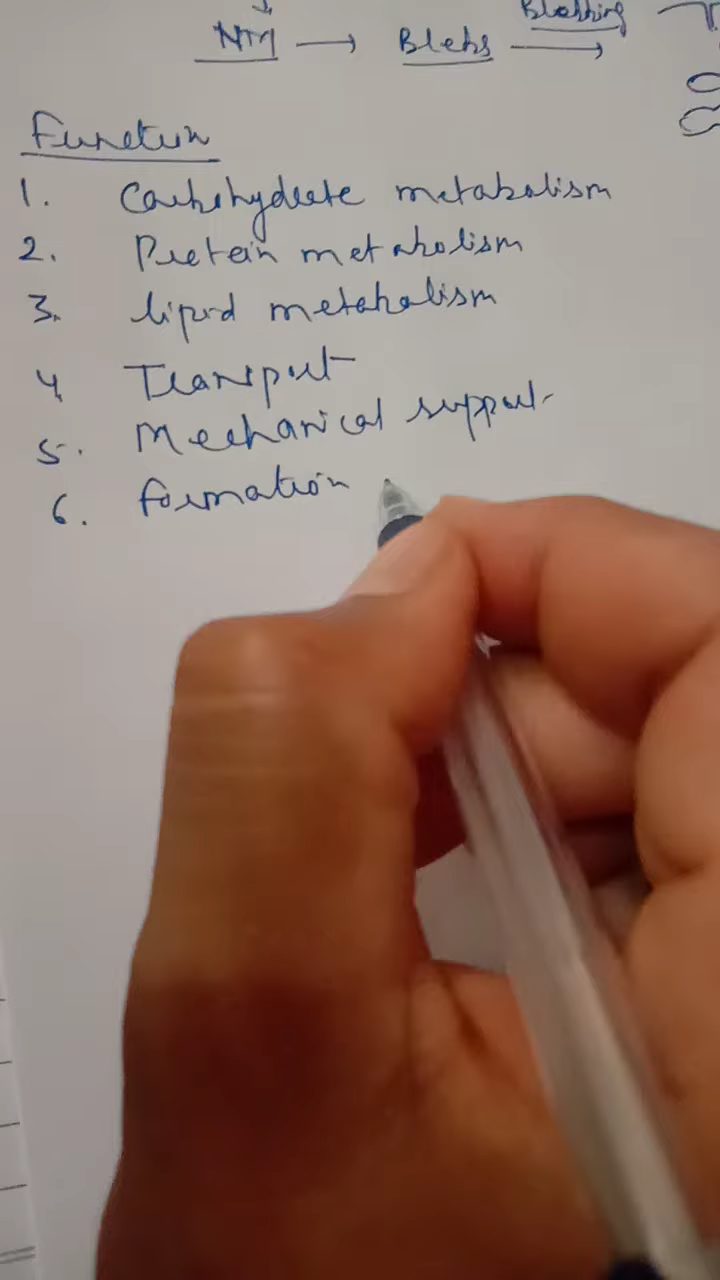 NM → Blebs Blebbing →
Function
1. Carbohydrate metabolism
2. Protein metabolism
3. lipid metabolism
4 Transport
5. Mechanical support
6. formation